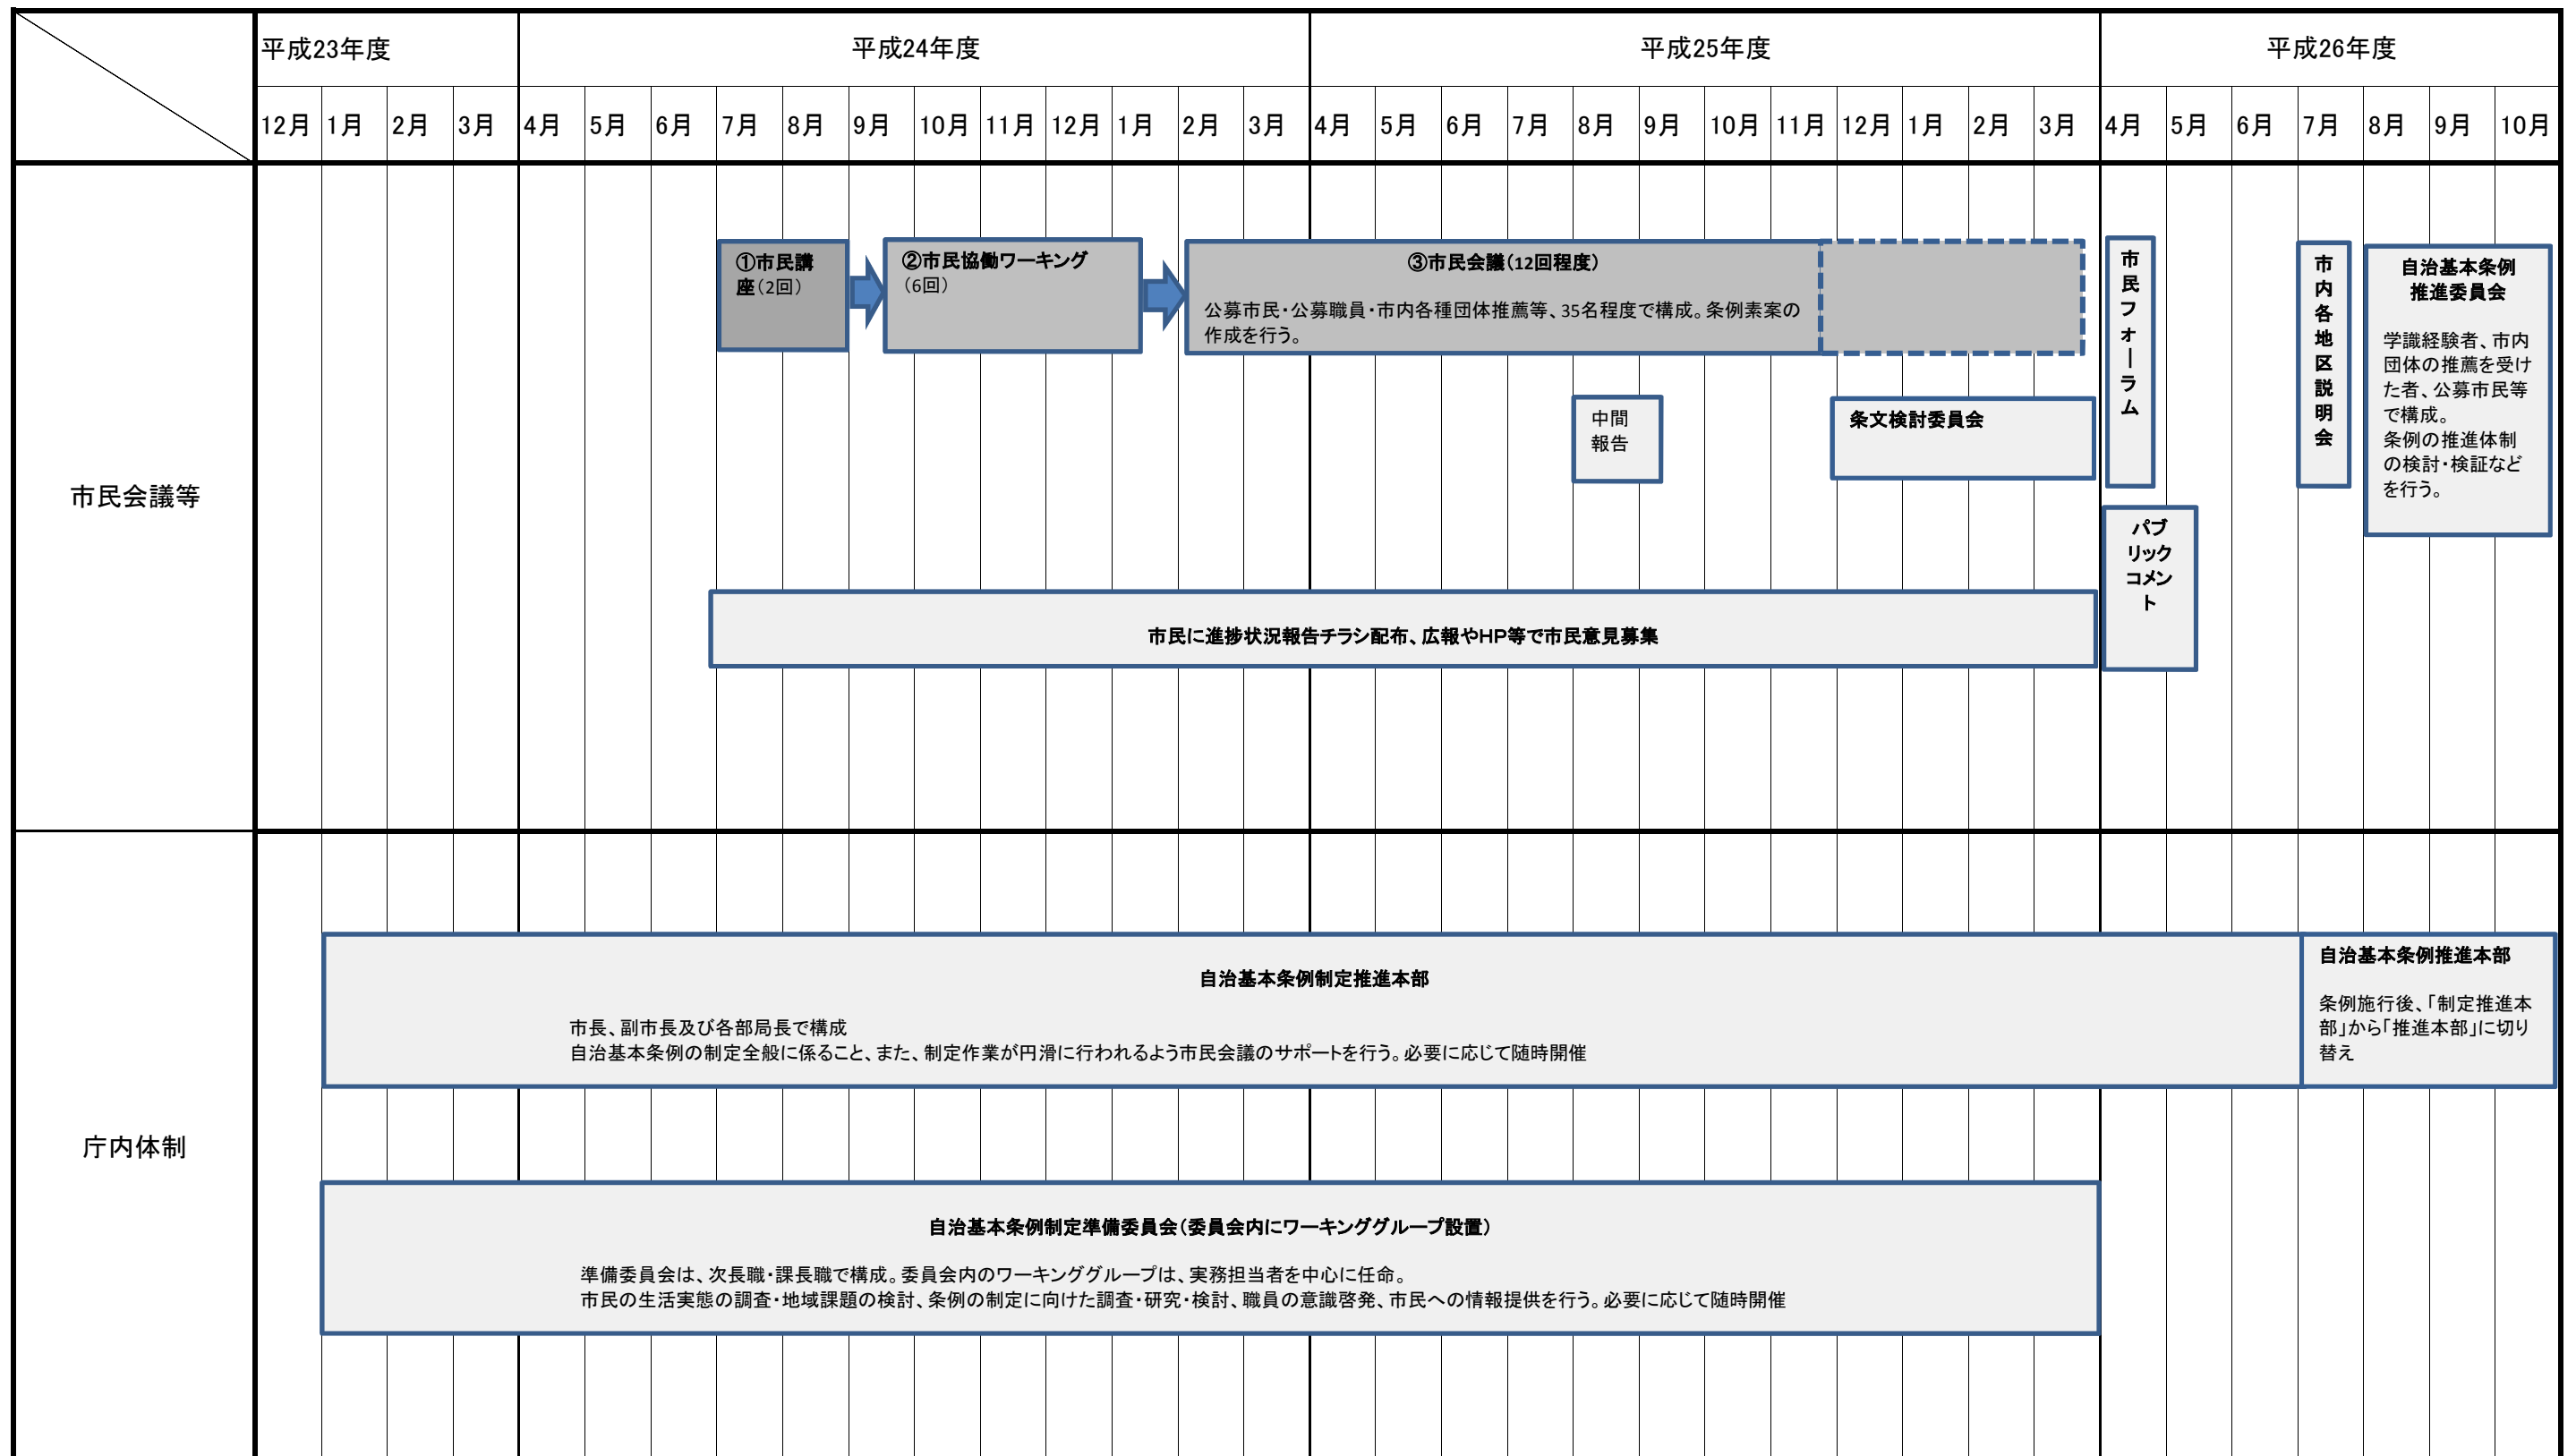 平成23年度
平成24年度
平成25年度
平成26年度
12月 1月 2月 3月 4月 5月 6月 7月 8月 9月 10月 11月 12月 1月 2月 3月 4月 5月 6月 7月 8月 9月 10月 11月 12月 1月 2月 3月 4月 5月 6月 7月 8月 9月 10月
市民会議等
①市民講
座（2回）
②市民協働ワーキング
（6回）
③市民会議（12回程度）
公募市民・公募職員・市内各種団体推薦等、35名程度で構成。条例素案の
作成を行う。
市民フォーラム
市内各地区説明会
自治基本条例
推進委員会
学識経験者、市内
団体の推薦を受け
た者、公募市民等
で構成。
条例の推進体制
の検討・検証など
を行う。
中間
報告
条文検討委員会
パブ
リック
コメン
ト
市民に進捗状況報告チラシ配布、広報やHP等で市民意見募集
庁内体制
自治基本条例制定推進本部
市長、副市長及び各部局長で構成
自治基本条例の制定全般に係ること、また、制定作業が円滑に行われるよう市民会議のサポートを行う。必要に応じて随時開催
自治基本条例推進本部
条例施行後、「制定推進本
部」から「推進本部」に切り
替え
自治基本条例制定準備委員会（委員会内にワーキンググループ設置）
準備委員会は、次長職・課長職で構成。委員会内のワーキンググループは、実務担当者を中心に任命。
市民の生活実態の調査・地域課題の検討、条例の制定に向けた調査・研究・検討、職員の意識啓発、市民への情報提供を行う。必要に応じて随時開催